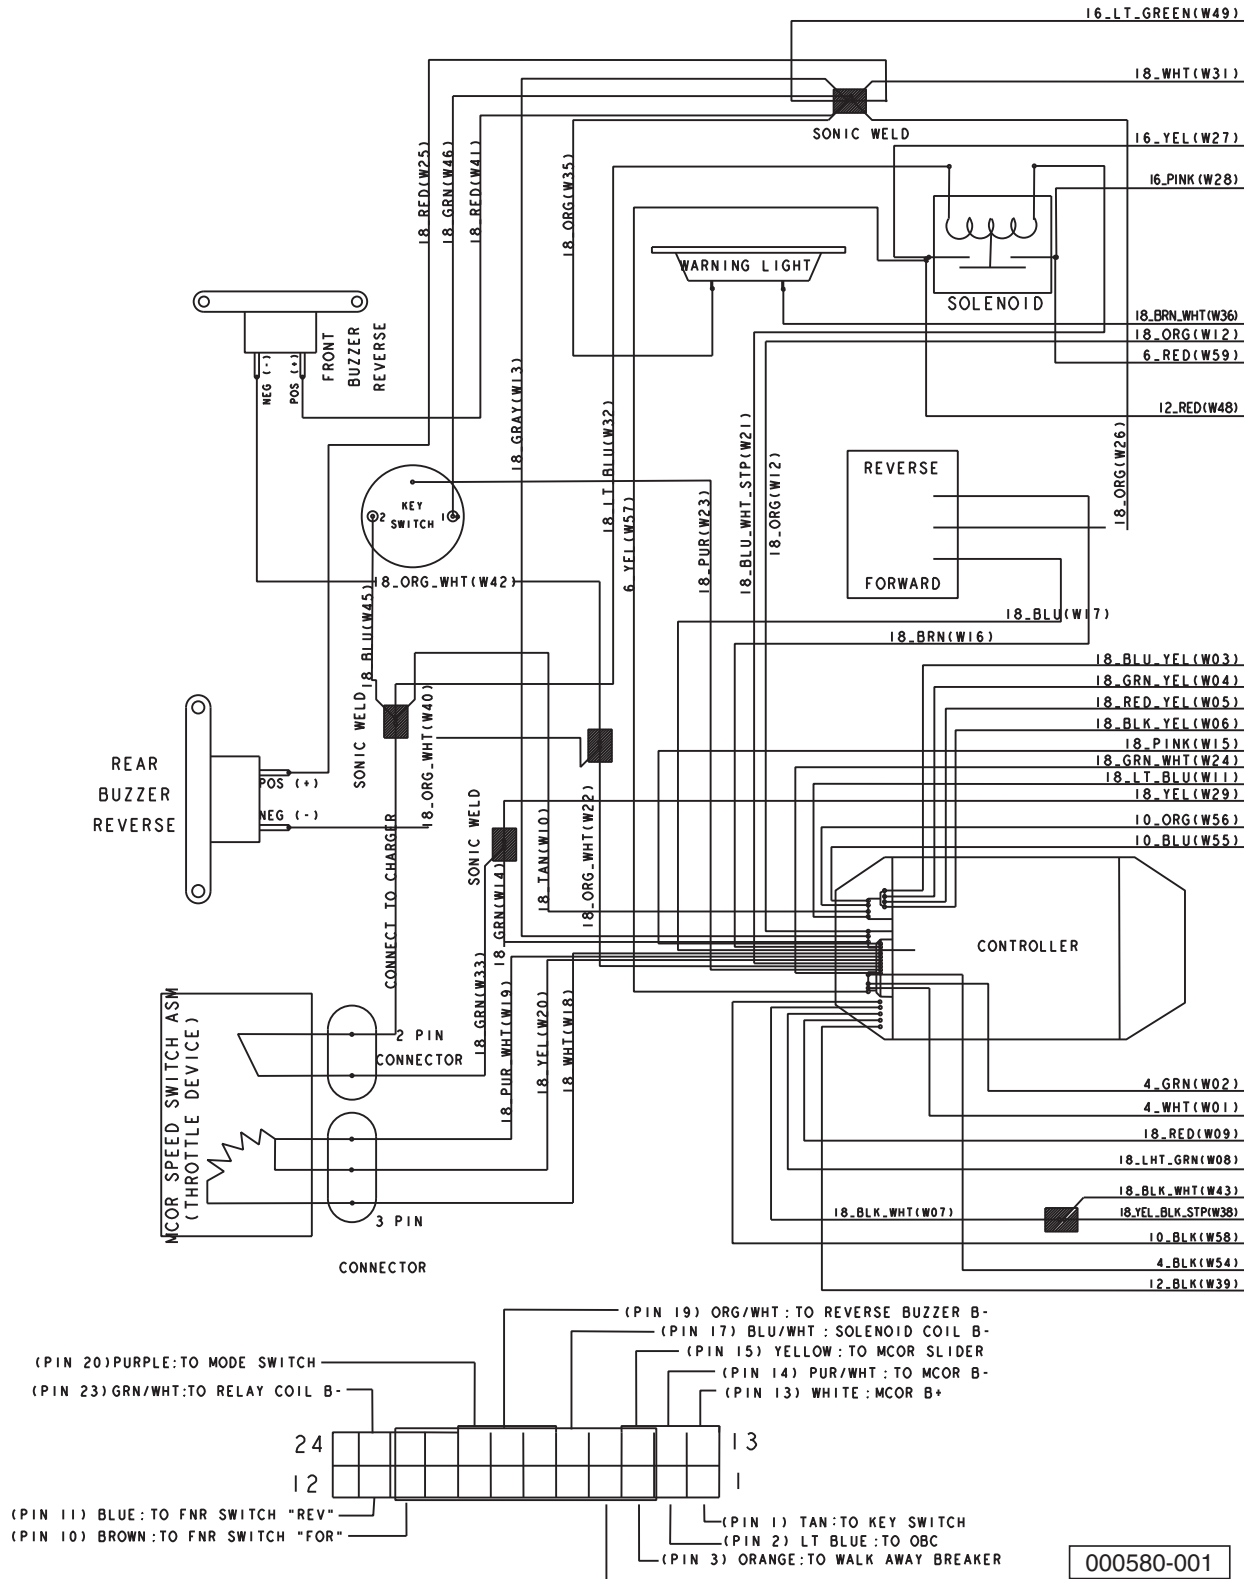 16_LT_GREEN(W49)
18_WHT(W31)
SONIC WELD
16_YEL(W27)
16_PINK(W28)
18_RED(W25)
18_GRN(W46)
18_RED(W41)
18_ORG(W35)
WARNING LIGHT
SOLENOID
18_BRN_WHT(W36)
18_ORG(W12)
6_RED(W59)
12_RED(W48)
FRONT
BUZZER
REVERSE
NEG (-)
POS (+)
18_GRAY(W13)
18_LT_BLU(W32)
6_YEL(W57)
18_PUR(W23)
18_BLU_WHT_STP(W21)
18_ORG(W12)
18_ORG(W26)
REVERSE
FORWARD
KEY
SWITCH
2
1
18_ORG_WHT(W42)
18_BLU(W45)
18_BLU(W17)
18_BRN(W16)
18_BLU_YEL(W03)
18_GRN_YEL(W04)
18_RED_YEL(W05)
18_BLK_YEL(W06)
18_PINK(W15)
18_GRN_WHT(W24)
18_LT_BLU(W11)
18_YEL(W29)
10_ORG(W56)
10_BLU(W55)
SONIC WELD
18_ORG_WHT(W40)
REAR
BUZZER
REVERSE
POS (+)
NEG (-)
CONNECT TO CHARGER
SONIC WELD
18_GRN(W14)
18_TAN(W10)
18_ORG_WHT(W22)
CONTROLLER
18_GRN(W33)
18_PUR_WHT(W19)
18_YEL(W20)
18_WHT(W18)
MCOR SPEED SWITCH ASM
(THROTTLE DEVICE)
2 PIN
CONNECTOR
3 PIN
CONNECTOR
4_GRN(W02)
4_WHT(W01)
18_RED(W09)
18_LHT_GRN(W08)
18_BLK_WHT(W43)
18_BLK_WHT(W07)
18_YEL_BLK_STP(W38)
10_BLK(W58)
4_BLK(W54)
12_BLK(W39)
(PIN 19) ORG/WHT : TO REVERSE BUZZER B-
(PIN 17) BLU/WHT : SOLENOID COIL B-
(PIN 15) YELLOW : TO MCOR SLIDER
(PIN 20)PURPLE:TO MODE SWITCH
(PIN 14) PUR/WHT : TO MCOR B-
(PIN 23)GRN/WHT:TO RELAY COIL B-
(PIN 13) WHITE :MCOR B+
24
13
12
1
(PIN 11) BLUE: TO FNR SWITCH "REV"
(PIN 10) BROWN:TO FNR SWITCH "FOR"
(PIN 1) TAN:TO KEY SWITCH
(PIN 2) LT BLUE:TO OBC
(PIN 3) ORANGE:TO WALK AWAY BREAKER
000580-001